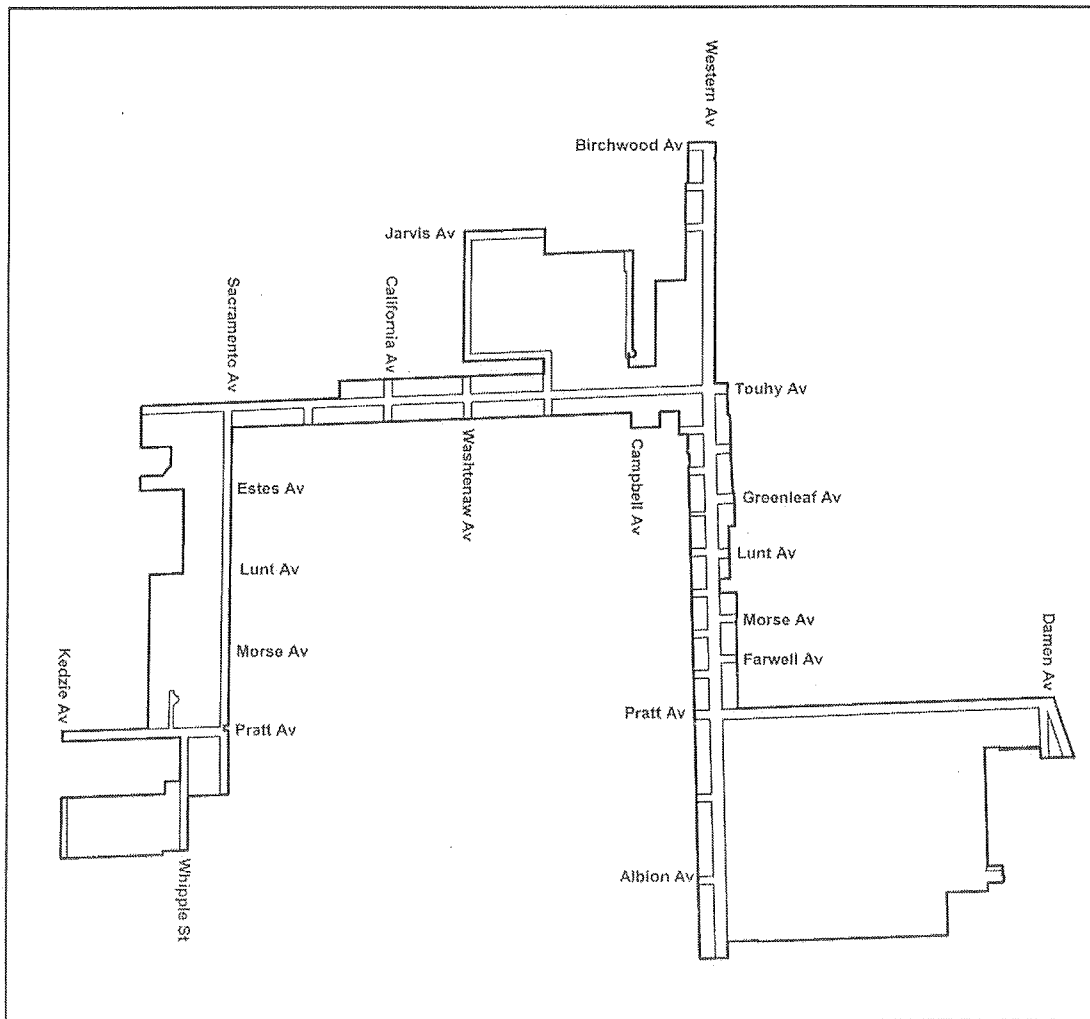 Western Av
Birchwood Av
Jarvis Av
Sacramento Av
California Av
Touhy Av
Washtenaw Av
Campbell Av
Estes Av
Greenleaf Av
Lunt Av
Lunt Av
Morse Av
Damen Av
Morse Av
Farwell Av
Kedzie Av
Pratt Av
Pratt Av
Whipple St
Albion Av